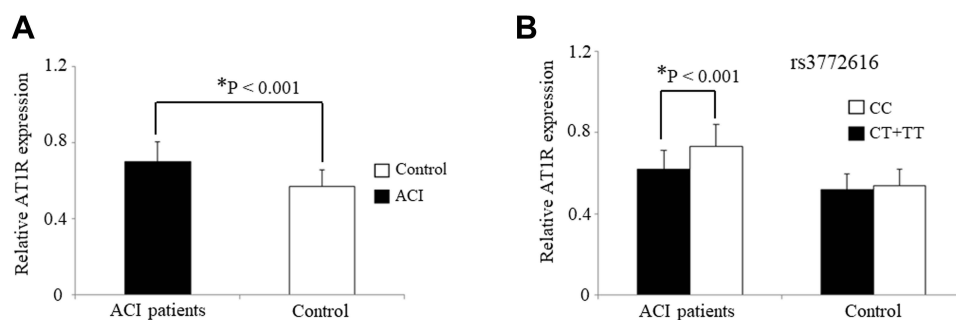 A
Relative AT1R expression
1.2
0.8
0.4
0
*P < 0.001
Control
ACI
ACI patients
Control
B
Relative AT1R expression
1.2
0.8
0.4
0
*P < 0.001
rs3772616
CC
CT+TT
ACI patients
Control